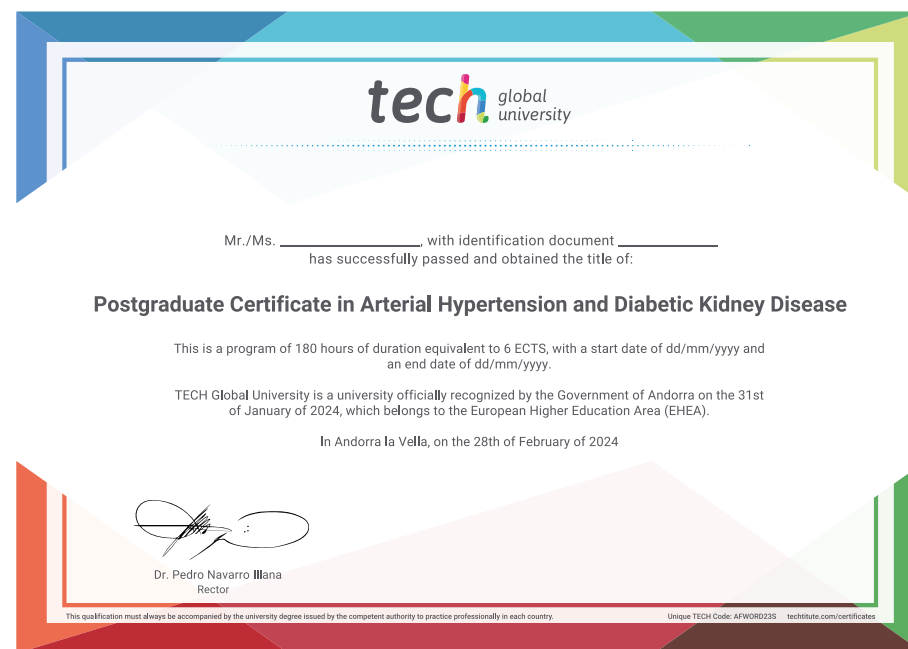 tech global
university
Mr./Ms. ____________, with identification document ____________
has successfully passed and obtained the title of:
Postgraduate Certificate in Arterial Hypertension and Diabetic Kidney Disease
This is a program of 180 hours of duration equivalent to 6 ECTS, with a start date of dd/mm/yyyy and
an end date of dd/mm/yyyy.
TECH Global University is a university officially recognized by the Government of Andorra on the 31st
of January of 2024, which belongs to the European Higher Education Area (EHEA).
In Andorra la Vella, on the 28th of February of 2024
Dr. Pedro Navarro Illana
Rector
This qualification must always be accompanied by the university degree issued by the competent authority to practice professionally in each country. Unique TECH Code: AFWORD23S techtitute.com/certificates